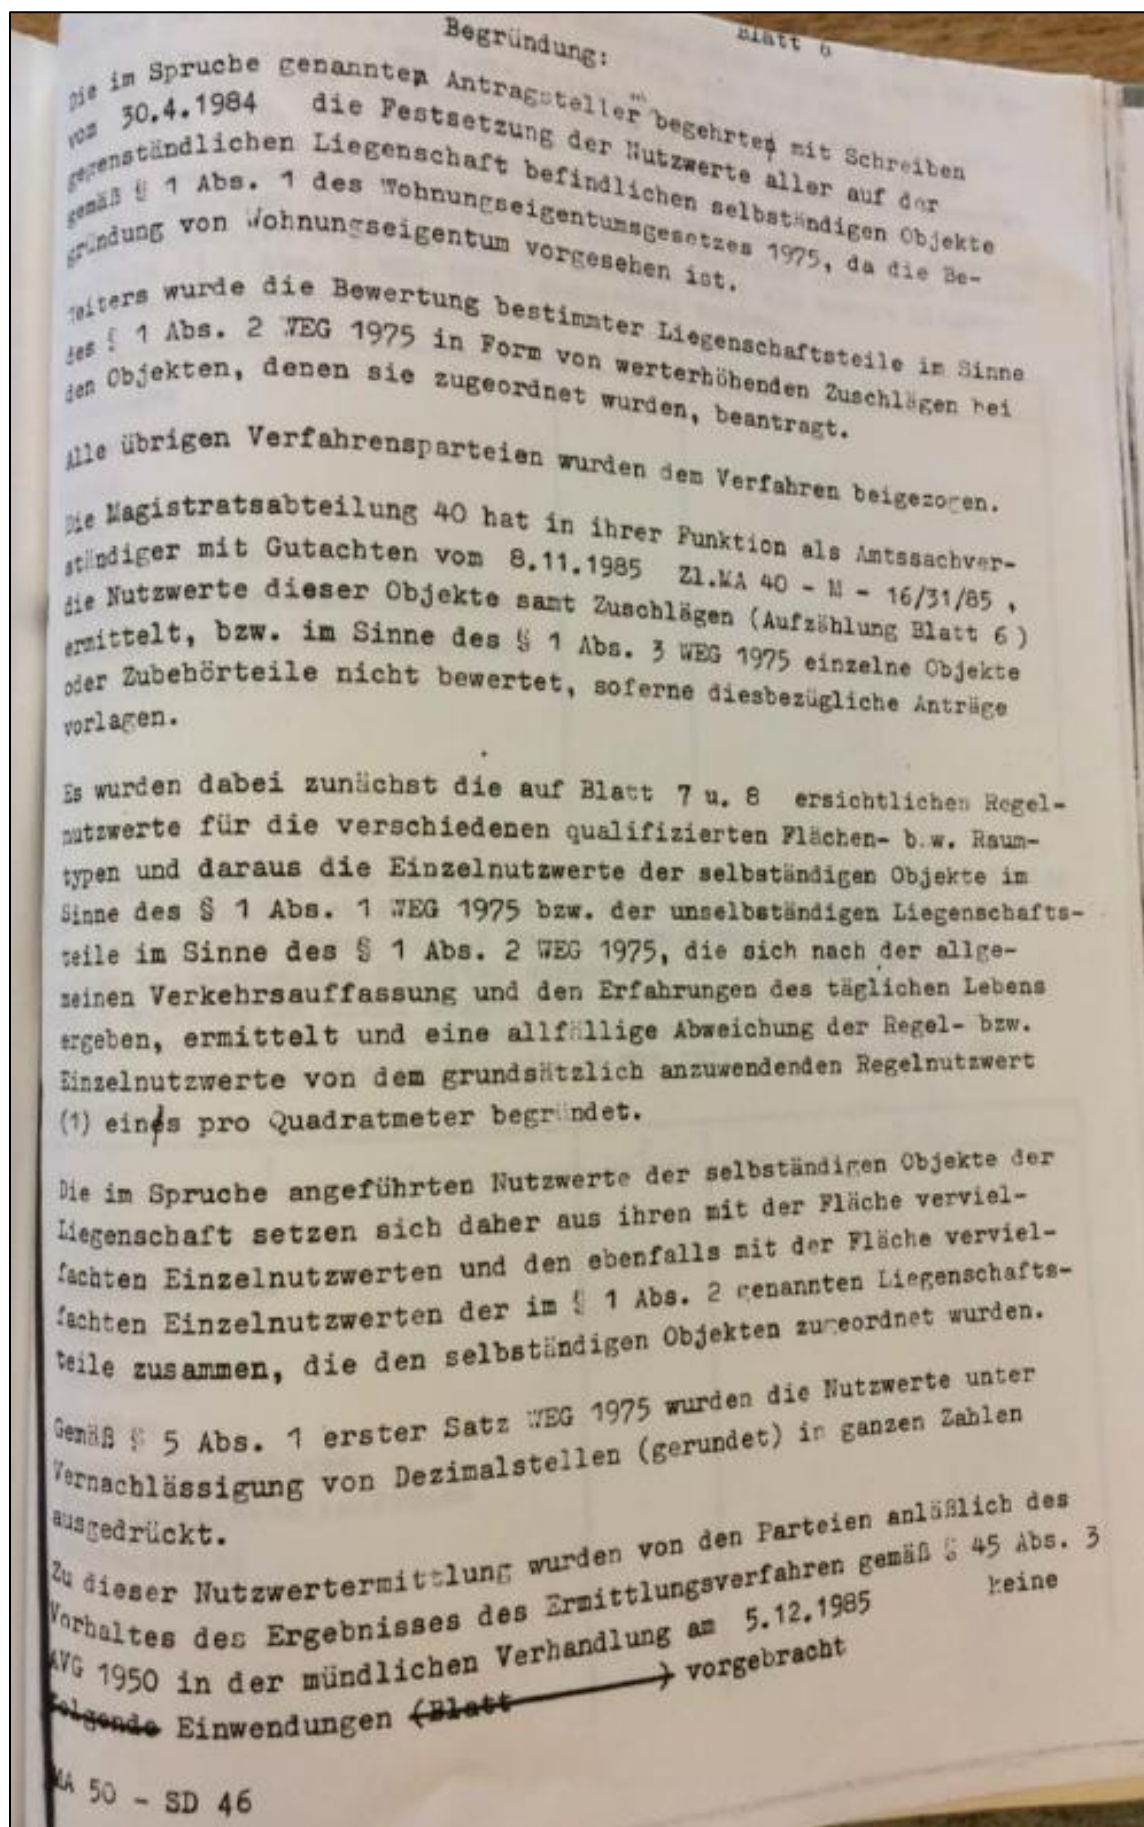 Blatt 6
Begründung:
Die im Spruche genannten Antragsteller begehrten mit Schreiben
vom 30.4.1984 die Festsetzung der Nutzwerte aller auf der
gegenständlichen Liegenschaft befindlichen selbständigen Objekte
gemäß § 1 Abs. 1 des Wohnungseigentumsgesetzes 1975, da die Be-
gründung von Wohnungseigentum vorgesehen ist.
Weiters wurde die Bewertung bestimmter Liegenschaftsteile im Sinne
des § 1 Abs. 2 WEG 1975 in Form von werterhöhenden Zuschlägen bei
den Objekten, denen sie zugeordnet wurden, beantragt.
Alle übrigen Verfahrensparteien wurden dem Verfahren beigezogen.
Die Magistratsabteilung 40 hat in ihrer Funktion als Amtssachver-
ständiger mit Gutachten vom 8.11.1985 Zl.MA 40 - M - 16/31/85 ,
die Nutzwerte dieser Objekte samt Zuschlägen (Aufzählung Blatt 6 )
ermittelt, bzw. im Sinne des § 1 Abs. 3 WEG 1975 einzelne Objekte
oder Zubehörteile nicht bewertet, soferne diesbezügliche Anträge
vorlagen.
Es wurden dabei zunächst die auf Blatt 7 u. 8 ersichtlichen Regel-
nutzwerte für die verschiedenen qualifizierten Flächen- b.w. Raum-
typen und daraus die Einzelnutzwerte der selbständigen Objekte im
Sinne des § 1 Abs. 1 WEG 1975 bzw. der unselbständigen Liegenschafts-
teile im Sinne des § 1 Abs. 2 WEG 1975, die sich nach der allge-
meinen Verkehrsauffassung und den Erfahrungen des täglichen Lebens
ergeben, ermittelt und eine allfällige Abweichung der Regel- bzw.
Einzelnutzwerte von dem grundsätzlich anzuwendenden Regelnutzwert
(1) eins pro Quadratmeter begründet.
Die im Spruche angeführten Nutzwerte der selbständigen Objekte der
Liegenschaft setzen sich daher aus ihren mit der Fläche verviel-
fachten Einzelnutzwerten und den ebenfalls mit der Fläche verviel-
fachten Einzelnutzwerten der im § 1 Abs. 2 genannten Liegenschafts-
teile zusammen, die den selbständigen Objekten zugeordnet wurden.
Gemäß § 5 Abs. 1 erster Satz WEG 1975 wurden die Nutzwerte unter
Vernachlässigung von Dezimalstellen (gerundet) in ganzen Zahlen
ausgedrückt.
Zu dieser Nutzwertermittlung wurden von den Parteien anläßlich des
Vorhaltes des Ergebnisses des Ermittlungsverfahren gemäß § 45 Abs. 3
AVG 1950 in der mündlichen Verhandlung am 5.12.1985 keine
folgende Einwendungen (Blatt ) vorgebracht
MA 50 - SD 46